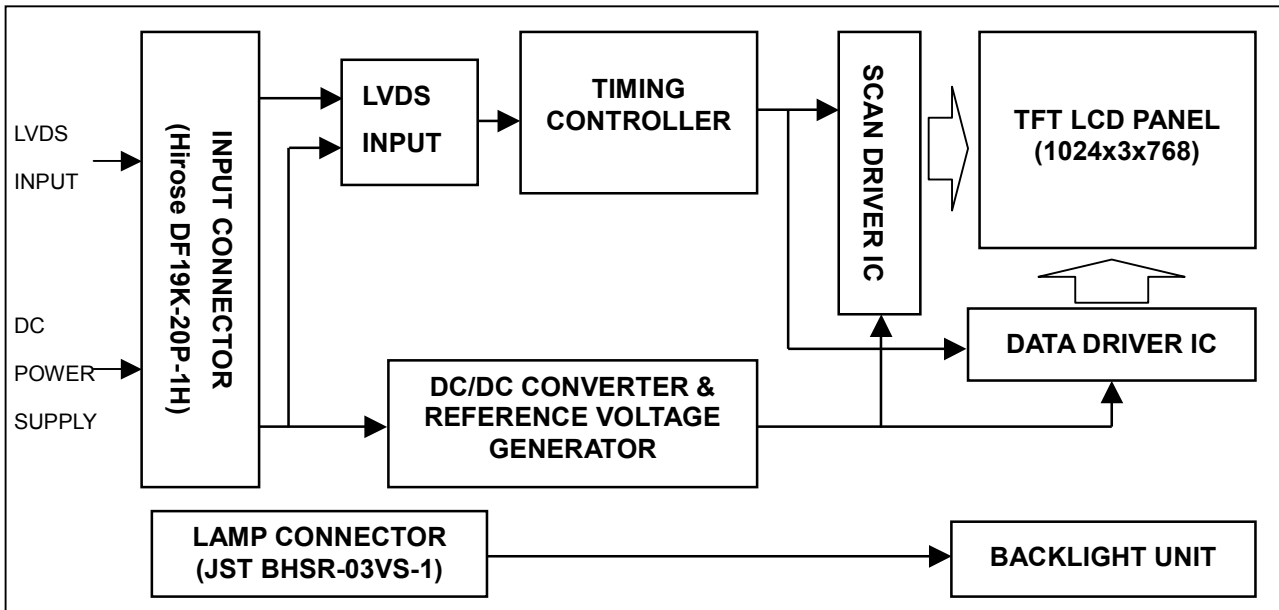 LVDS
INPUT
DC
POWER
SUPPLY
INPUT CONNECTOR
(Hirose DF19K-20P-1H)
LVDS
INPUT
TIMING
CONTROLLER
SCAN DRIVER IC
TFT LCD PANEL
(1024x3x768)
DATA DRIVER IC
DC/DC CONVERTER &
REFERENCE VOLTAGE
GENERATOR
LAMP CONNECTOR
(JST BHSR-03VS-1)
BACKLIGHT UNIT